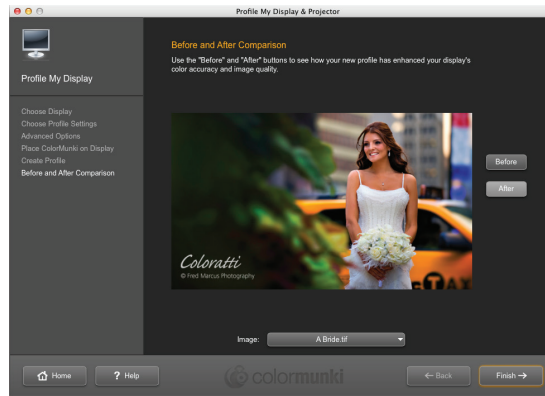 Profile My Display & Projector
Profile My Display
Choose Display
Choose Profile Settings
Advanced Options
Place ColorMunki on Display
Create Profile
Before and After Comparison
Before and After Comparison
Use the "Before" and "After" buttons to see how your new profile has enhanced your display's
color accuracy and image quality.
Coloratti
© Fred Marcus Photography
TAX
Before
After
Image:
A Bride.tif
Home
? Help
colormunki
← Back
Finish →